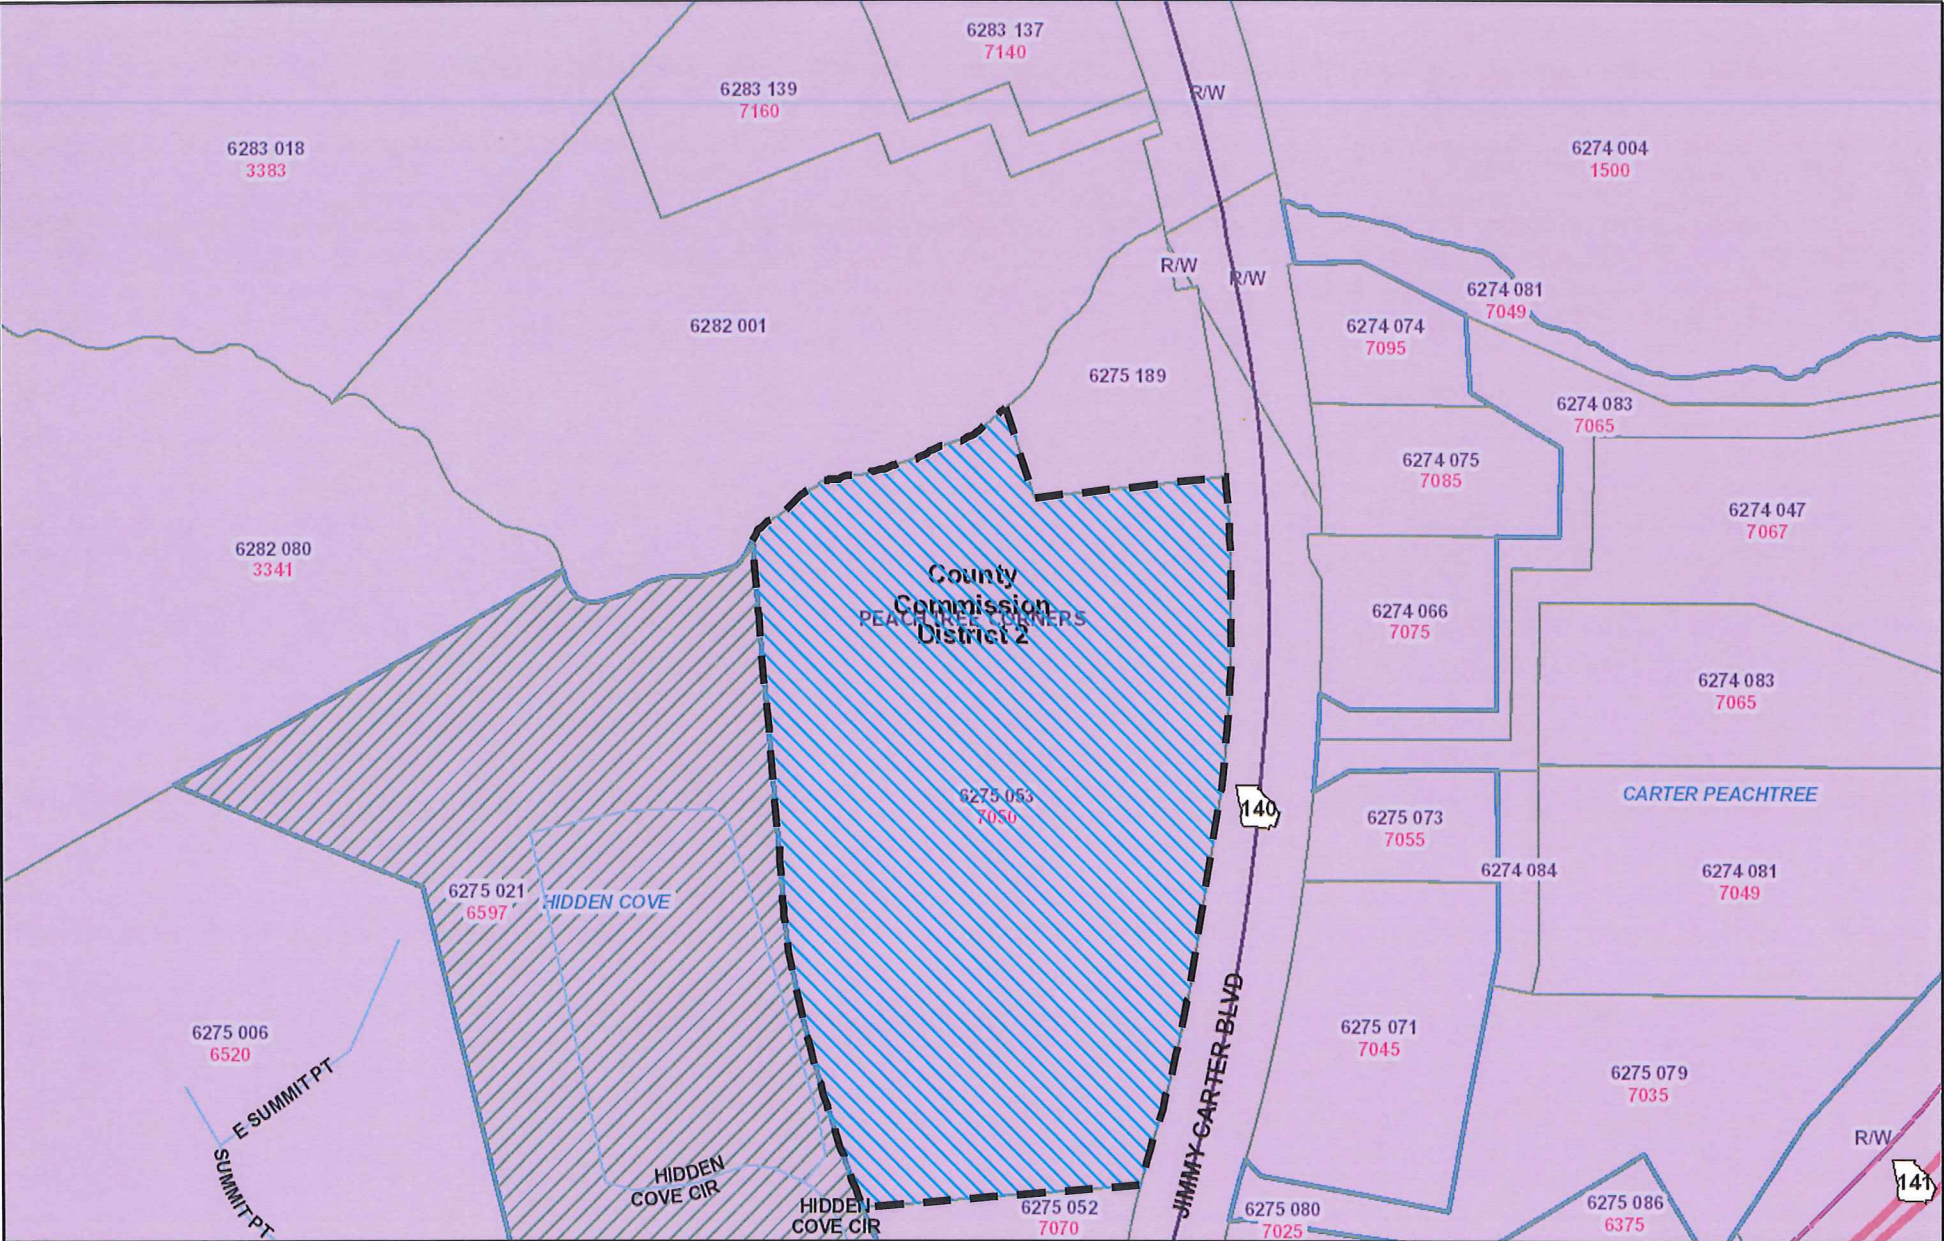 6283 137
7140
6283 139
7160
R/W
6283 018
3383
6274 004
1500
R/W
R/W
6274 081
7049
6282 001
6274 074
7095
6275 189
6274 083
7065
6274 075
7085
6274 047
7067
6282 080
3341
County
Commission
PEACHTREE CORNERS
District 2
6274 066
7075
6274 083
7065
6275 053
7050
140
CARTER PEACHTREE
6275 073
7055
6274 084
6274 081
7049
6275 021
6597
HIDDEN COVE
6275 006
6520
E SUMMIT PT
SUMMIT PT
JIMMY CARTER BLVD
6275 071
7045
6275 079
7035
R/W
141
HIDDEN
COVE CIR
HIDDEN
COVE CIR
6275 052
7070
6275 080
7025
6275 086
6375